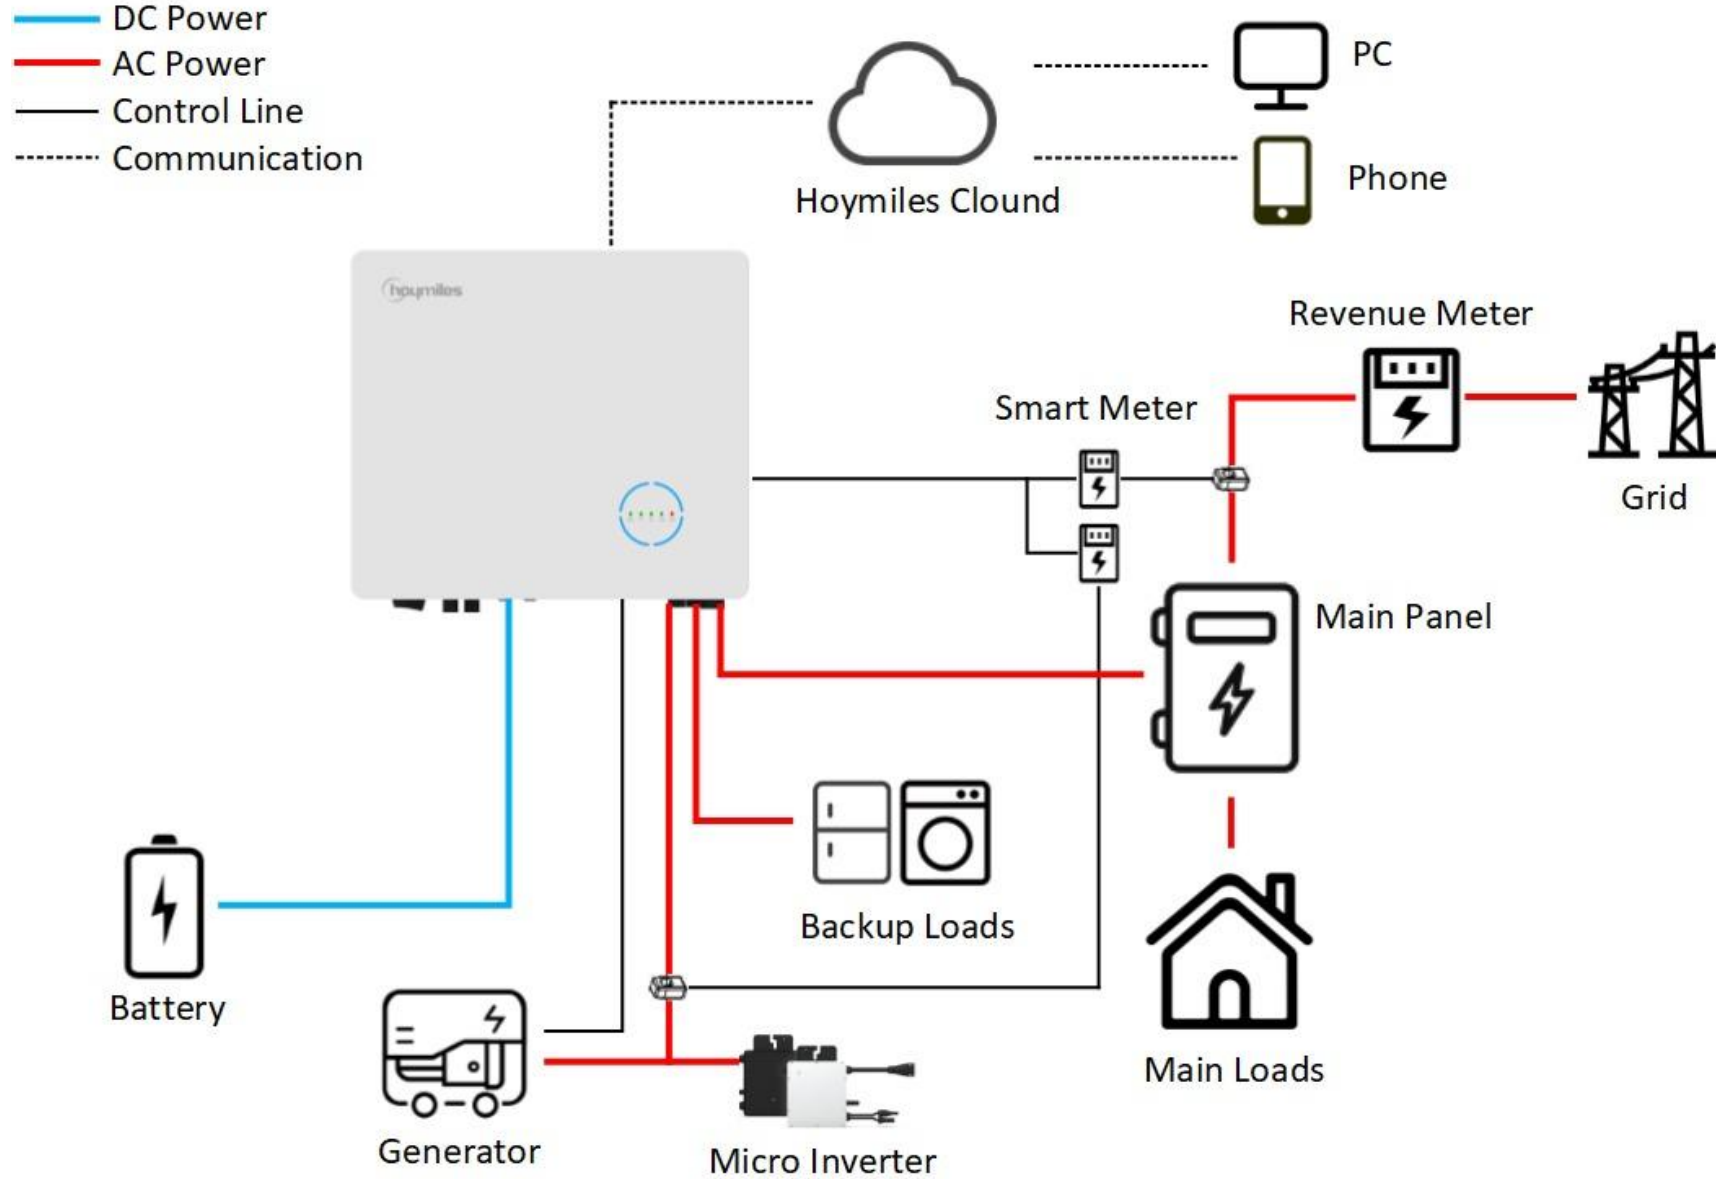 DC Power
AC Power
Control Line
Communication
PC
Phone
Hoymiles Clound
hoymiles
Revenue Meter
Smart Meter
Grid
Main Panel
Backup Loads
Battery
Main Loads
Generator
Micro Inverter